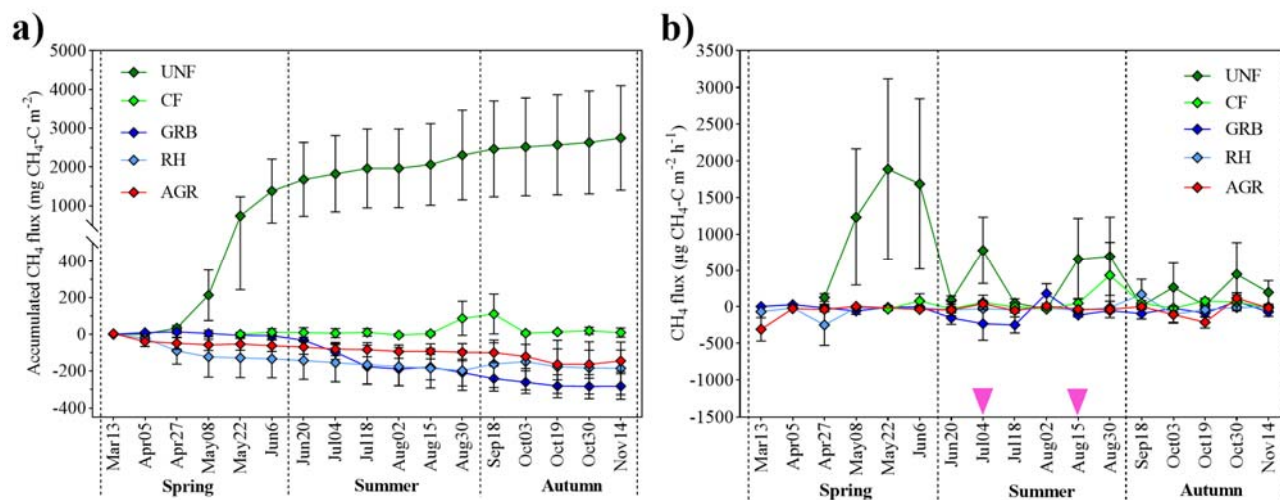 a)
Accumulated CH₄ flux (mg CH₄-C m⁻²)
5000
4000
3000
2000
1000
200
0
-200
-400
UNF
CF
GRB
RH
AGR
Mar13
Apr05
Apr27
May08
May22
Jun6
Jun20
Jul04
Jul18
Aug02
Aug15
Aug30
Sep18
Oct03
Oct19
Oct30
Nov14
Spring
Summer
Autumn
b)
CH₄ flux (µg CH₄-C m⁻² h⁻¹)
3500
3000
2500
2000
1500
1000
500
0
-500
-1000
-1500
UNF
CF
GRB
RH
AGR
Mar13
Apr05
Apr27
May08
May22
Jun6
Jun20
Jul04
Jul18
Aug02
Aug15
Aug30
Sep18
Oct03
Oct19
Oct30
Nov14
Spring
Summer
Autumn